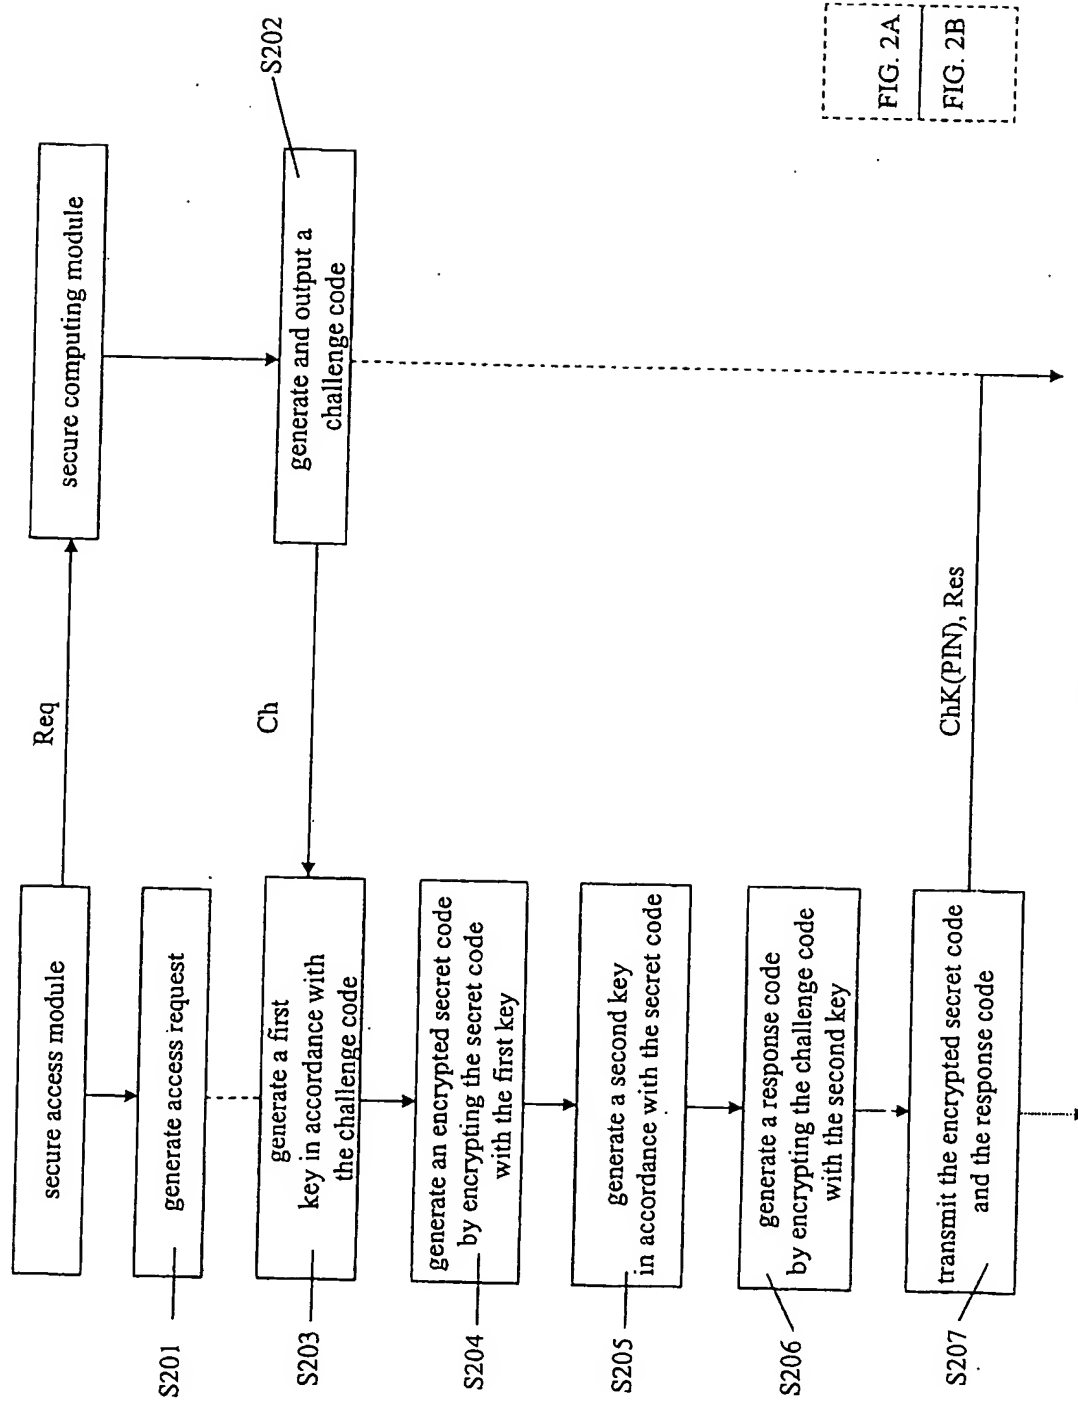 secure access module
Req
secure computing module
S201
generate access request
S202
generate and output a
challenge code
Ch
S203
generate a first
key in accordance with
the challenge code
S204
generate an encrypted secret code
by encrypting the secret code
with the first key
S205
generate a second key
in accordance with the secret code
S206
generate a response code
by encrypting the challenge code
with the second key
S207
transmit the encrypted secret code
and the response code
ChK(PIN), Res
FIG. 2A
FIG. 2B